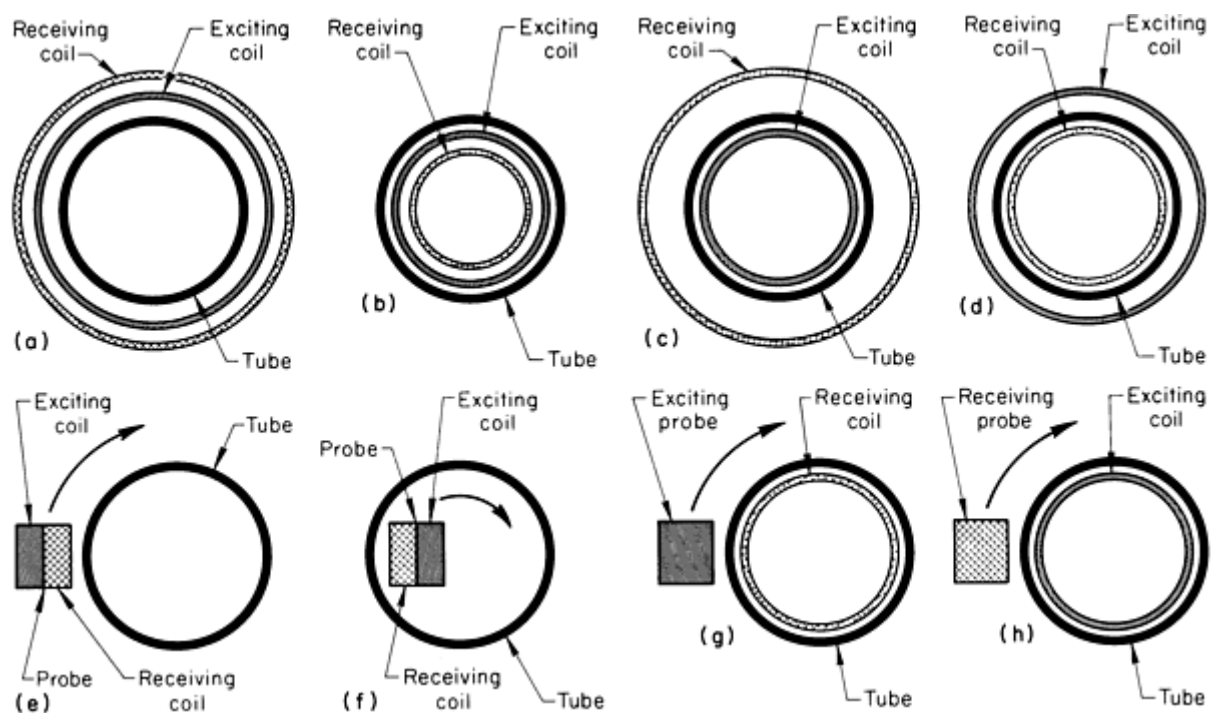 Receiving
coil
Exciting
coil
(a)
Tube
Receiving
coil
Exciting
coil
(b)
Tube
Receiving
coil
Exciting
coil
(c)
Tube
Receiving
coil
Exciting
coil
(d)
Tube
Exciting
coil
Tube
Probe
(e)
Receiving
coil
Exciting
coil
Probe
(f)
Receiving
coil
Tube
Exciting
probe
Receiving
coil
(g)
Tube
Receiving
probe
Exciting
coil
(h)
Tube